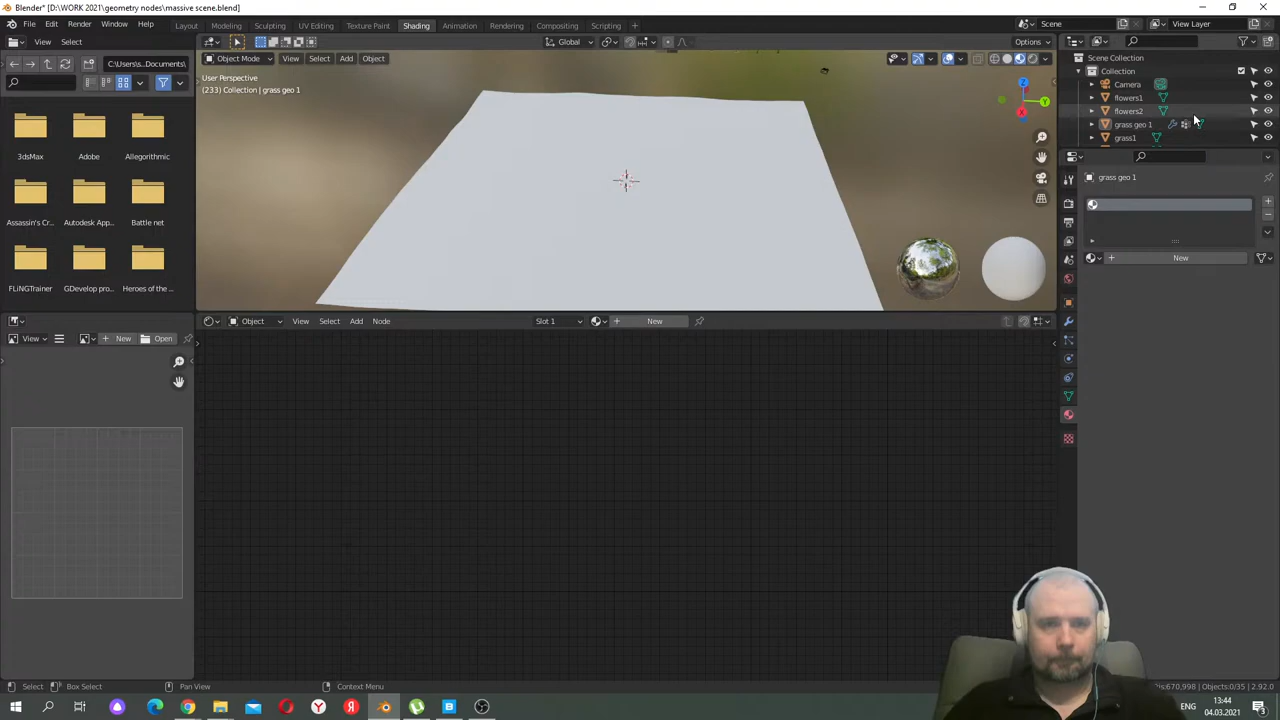 Blender* [D:\WORK 2021\geometry nodes\massive scene.blend]
File Edit Render Window Help Layout Modeling Sculpting UV Editing Texture Paint Shading Animation Rendering Compositing Scripting + Scene View Layer
View Select Global Options
C:\Users\s..Documents\ Object Mode View Select Add Object
User Perspective
(233) Collection | grass geo 1
Scene Collection
Collection
Camera
flowers1
flowers2
grass geo 1
grass1
3dsMax Adobe Allegorithmic
Assassin's Cr... Autodesk App... Battle net
FLiNGTrainer GDevelop pro... Heroes of the...
Z
Y
X
grass geo 1
New
Object View Select Add Node Slot 1 New
View New Open
Select Box Select Pan View Context Menu
is:670,998 | Objects:0/35 | 2.92.0
ENG
13:44
04.03.2021